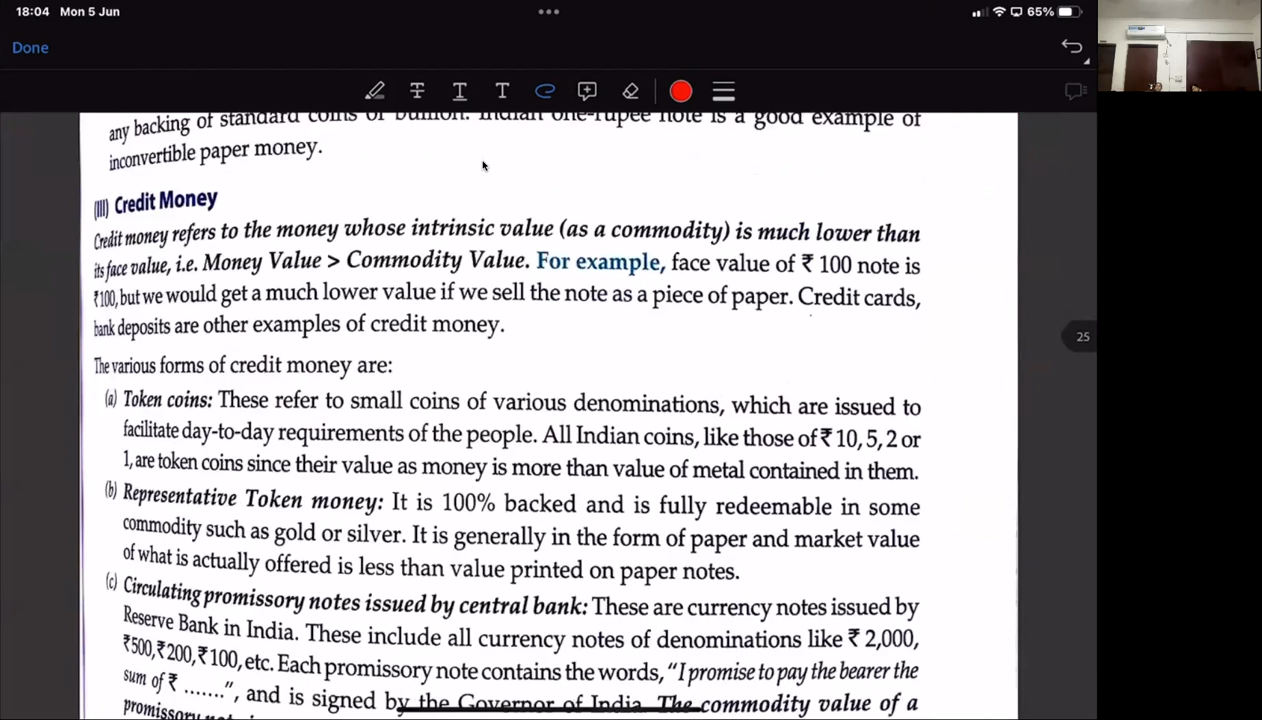 18:04 Mon 5 Jun
65%
Done
any backing of standard coins or bullion. Indian one-rupee note is a good example of
inconvertible paper money.
(III) Credit Money
Credit money refers to the money whose intrinsic value (as a commodity) is much lower than
its face value, i.e. Money Value > Commodity Value. For example, face value of ₹ 100 note is
₹100, but we would get a much lower value if we sell the note as a piece of paper. Credit cards,
bank deposits are other examples of credit money.
25
The various forms of credit money are:
(a) Token coins: These refer to small coins of various denominations, which are issued to
facilitate day-to-day requirements of the people. All Indian coins, like those of ₹ 10, 5, 2 or
1, are token coins since their value as money is more than value of metal contained in them.
(b) Representative Token money: It is 100% backed and is fully redeemable in some
commodity such as gold or silver. It is generally in the form of paper and market value
of what is actually offered is less than value printed on paper notes.
(c) Circulating promissory notes issued by central bank: These are currency notes issued by
Reserve Bank in India. These include all currency notes of denominations like ₹ 2,000,
₹500, ₹200, ₹100, etc. Each promissory note contains the words, "I promise to pay the bearer the
sum of ₹ .......", and is signed by the Governor of India. The commodity value of a
promissory